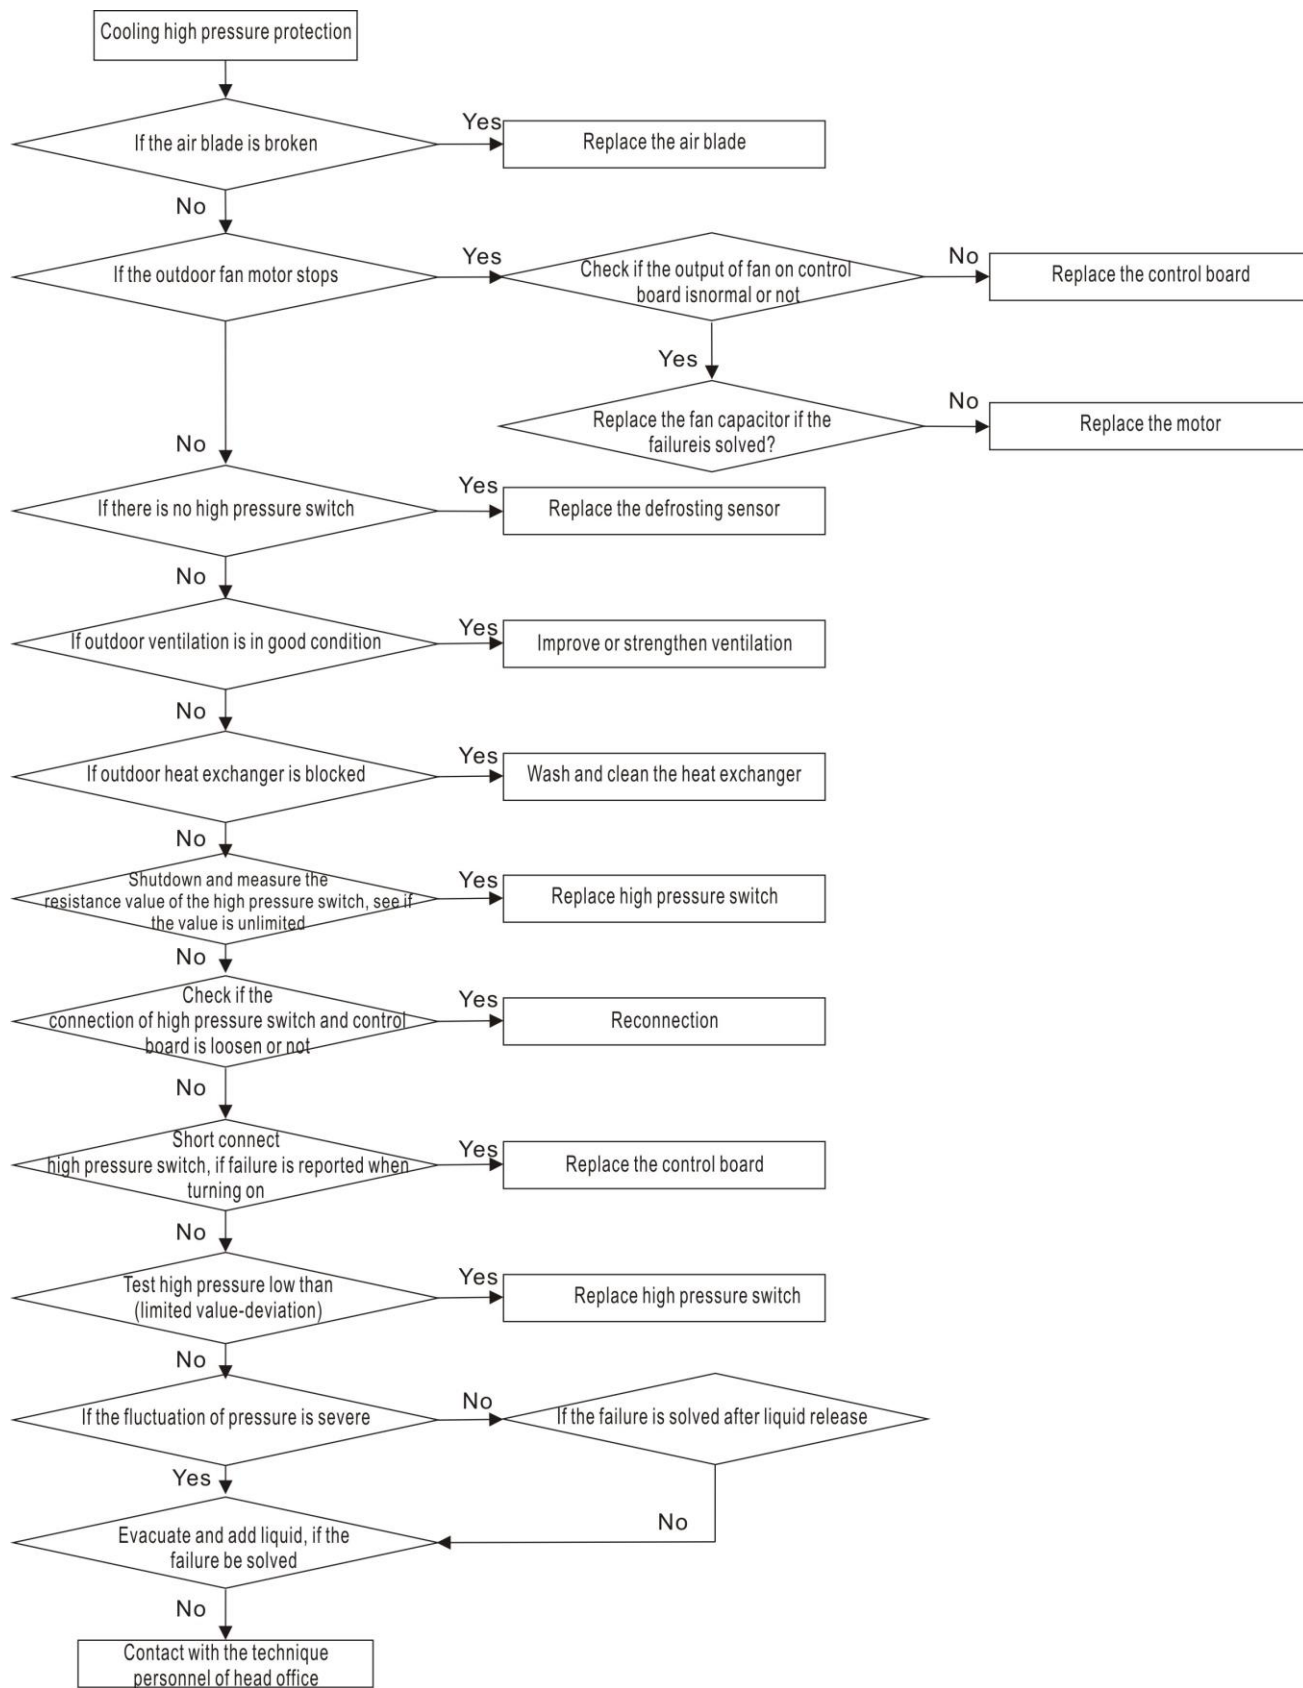 Cooling high pressure protection
If the air blade is broken
Yes
Replace the air blade
No
If the outdoor fan motor stops
Yes
Check if the output of fan on control
board isnormal or not
No
Replace the control board
Yes
Replace the fan capacitor if the
failureis solved?
No
Replace the motor
No
If there is no high pressure switch
Yes
Replace the defrosting sensor
No
If outdoor ventilation is in good condition
Yes
Improve or strengthen ventilation
No
If outdoor heat exchanger is blocked
Yes
Wash and clean the heat exchanger
No
Shutdown and measure the
resistance value of the high pressure switch, see if
the value is unlimited
Yes
Replace high pressure switch
No
Check if the
connection of high pressure switch and control
board is loosen or not
Yes
Reconnection
No
Short connect
high pressure switch, if failure is reported when
turning on
Yes
Replace the control board
No
Test high pressure low than
(limited value-deviation)
Yes
Replace high pressure switch
No
If the fluctuation of pressure is severe
No
If the failure is solved after liquid release
Yes
No
Evacuate and add liquid, if the
failure be solved
No
Contact with the technique
personnel of head office